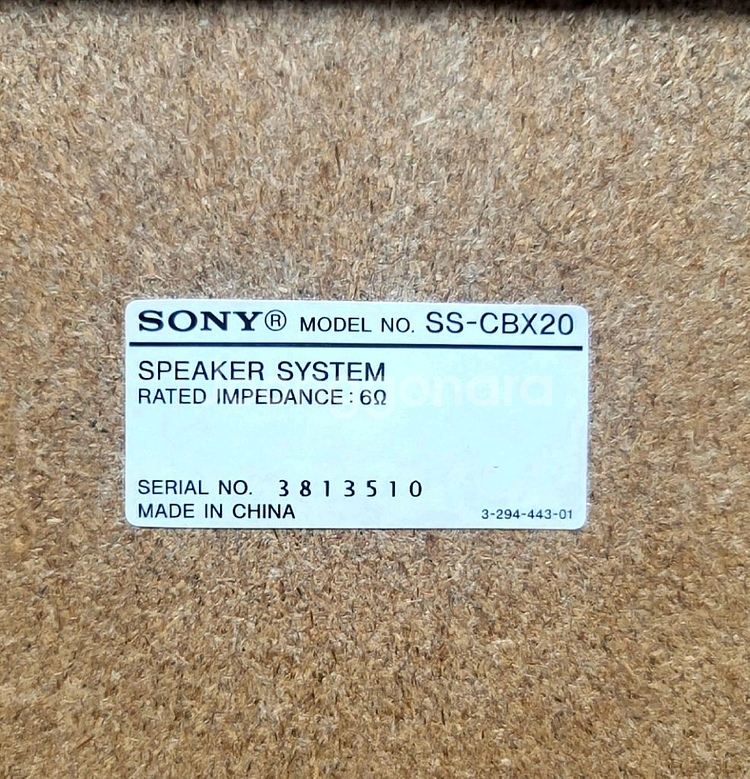 SONY® MODEL NO. SS-CBX20
SPEAKER SYSTEM
RATED IMPEDANCE : 6Ω
SERIAL NO. 3813510
MADE IN CHINA
3-294-443-01